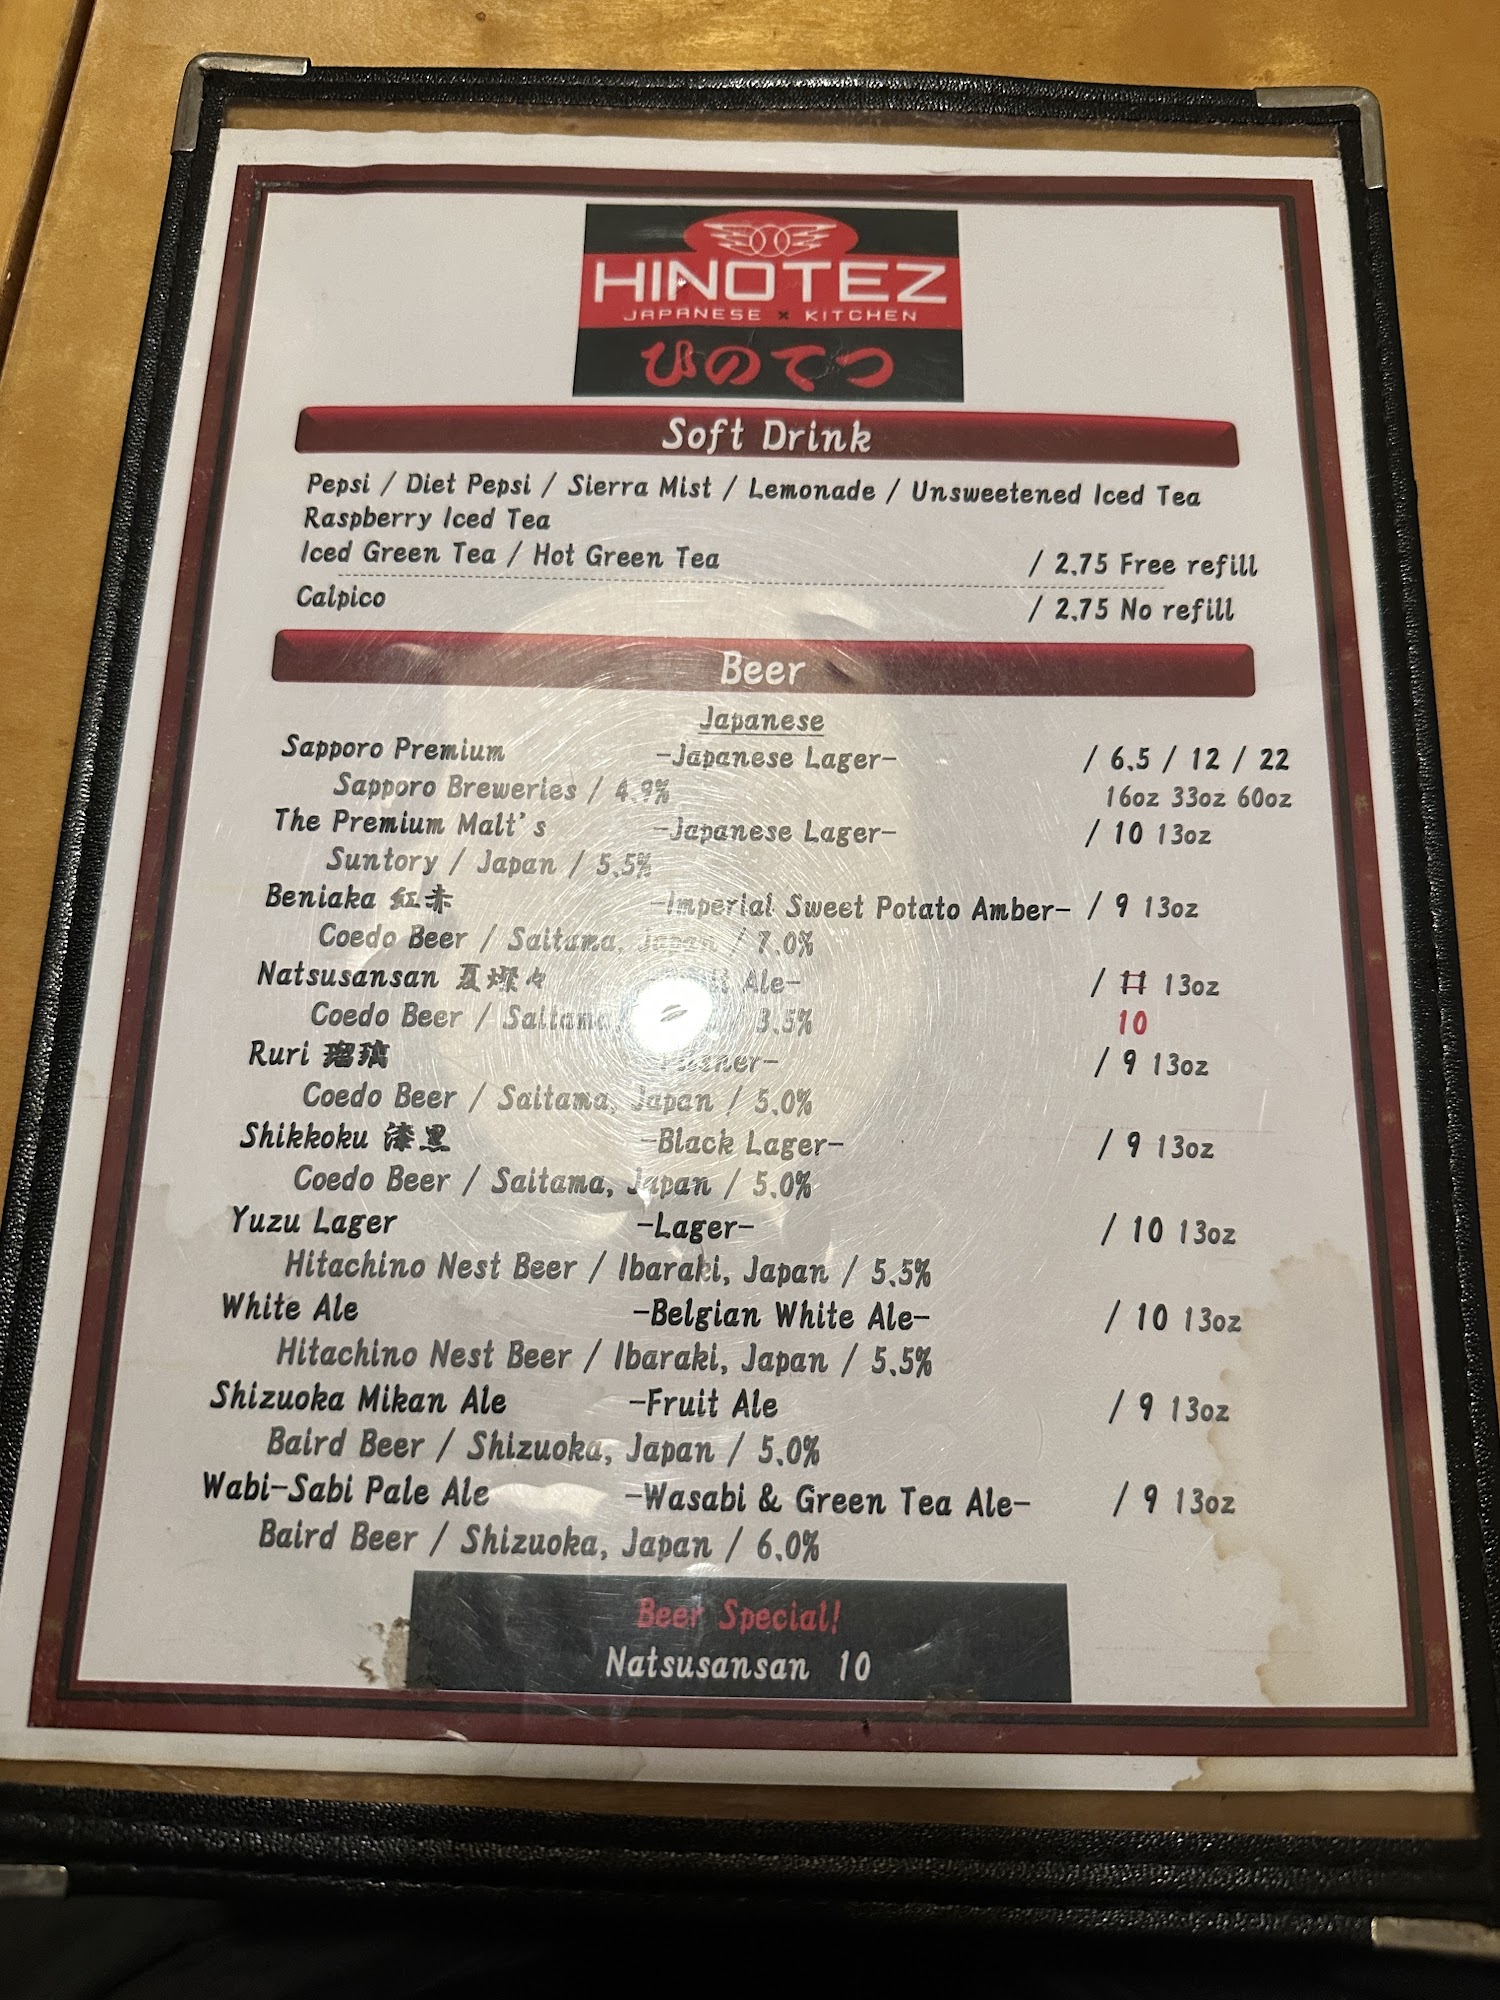 HINOTEZ
JAPANESE × KITCHEN
ひのてつ
Soft Drink
Pepsi / Diet Pepsi / Sierra Mist / Lemonade / Unsweetened Iced Tea
Raspberry Iced Tea
Iced Green Tea / Hot Green Tea / 2.75 Free refill
Calpico / 2.75 No refill
Beer
Japanese
Sapporo Premium -Japanese Lager- / 6.5 / 12 / 22
Sapporo Breweries / 4.9% 16oz 33oz 60oz
The Premium Malt's -Japanese Lager- / 10 13oz
Suntory / Japan / 5.5%
Beniaka 紅赤 -Imperial Sweet Potato Amber- / 9 13oz
Coedo Beer / Saitama, Japan / 7.0%
Natsusansan 夏燦々 Ale- / 11 13oz
Coedo Beer / Saitama / 3.5% 10
Ruri 瑠璃 / 9 13oz
Coedo Beer / Saitama, Japan / 5.0%
Shikkoku 漆黒 -Black Lager- / 9 13oz
Coedo Beer / Saitama, Japan / 5.0%
Yuzu Lager -Lager- / 10 13oz
Hitachino Nest Beer / Ibaraki, Japan / 5.5%
White Ale -Belgian White Ale- / 10 13oz
Hitachino Nest Beer / Ibaraki, Japan / 5.5%
Shizuoka Mikan Ale -Fruit Ale / 9 13oz
Baird Beer / Shizuoka, Japan / 5.0%
Wabi-Sabi Pale Ale -Wasabi & Green Tea Ale- / 9 13oz
Baird Beer / Shizuoka, Japan / 6.0%
Beer Special!
Natsusansan 10